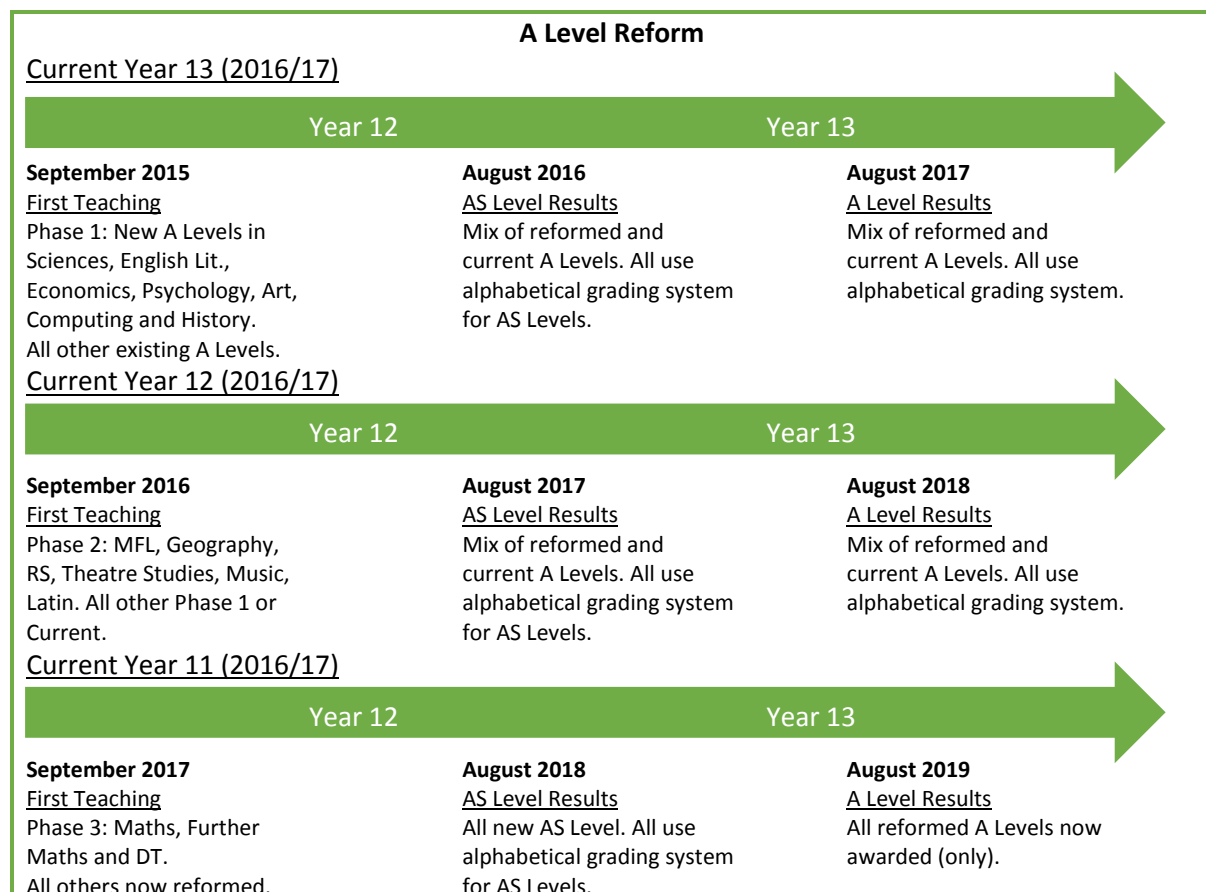 A Level Reform
Current Year 13 (2016/17)
Year 12
Year 13
September 2015
First Teaching
Phase 1: New A Levels in
Sciences, English Lit.,
Economics, Psychology, Art,
Computing and History.
All other existing A Levels.
August 2016
AS Level Results
Mix of reformed and
current A Levels. All use
alphabetical grading system
for AS Levels.
August 2017
A Level Results
Mix of reformed and
current A Levels. All use
alphabetical grading system.
Current Year 12 (2016/17)
Year 12
Year 13
September 2016
First Teaching
Phase 2: MFL, Geography,
RS, Theatre Studies, Music,
Latin. All other Phase 1 or
Current.
August 2017
AS Level Results
Mix of reformed and
current A Levels. All use
alphabetical grading system
for AS Levels.
August 2018
A Level Results
Mix of reformed and
current A Levels. All use
alphabetical grading system.
Current Year 11 (2016/17)
Year 12
Year 13
September 2017
First Teaching
Phase 3: Maths, Further
Maths and DT.
All others now reformed.
August 2018
AS Level Results
All new AS Level. All use
alphabetical grading system
for AS Levels.
August 2019
A Level Results
All reformed A Levels now
awarded (only).